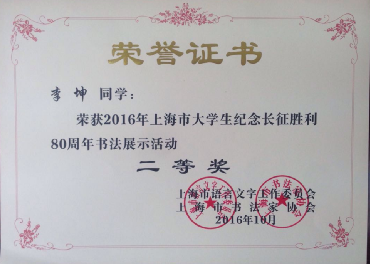 荣誉证书
李坤 同学：
荣获2016年上海市大学生纪念长征胜利
80周年书法展示活动
二等奖
上海市语言文字工作委员会
上海市书法家协会
2016年10月